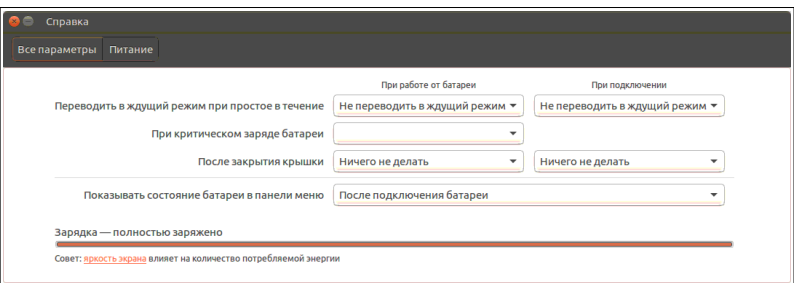 Справка
Все параметры Питание
При работе от батареи При подключении
Переводить в ждущий режим при простое в течение Не переводить в ждущий режим Не переводить в ждущий режим
При критическом заряде батареи
После закрытия крышки Ничего не делать Ничего не делать
Показывать состояние батареи в панели меню После подключения батареи
Зарядка — полностью заряжено
Совет: яркость экрана влияет на количество потребляемой энергии